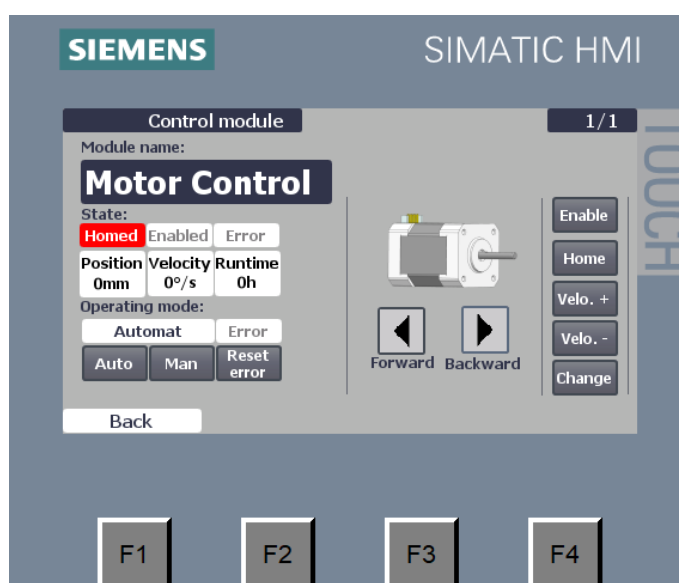 SIEMENS
SIMATIC HMI
TOUCH
Control module
1/1
Module name:
Motor Control
State:
Homed Enabled Error
Position Velocity Runtime
0mm 0°/s 0h
Operating mode:
Automat Error
Auto Man Reset error
Back
Forward Backward
Enable
Home
Velo. +
Velo. -
Change
F1 F2 F3 F4